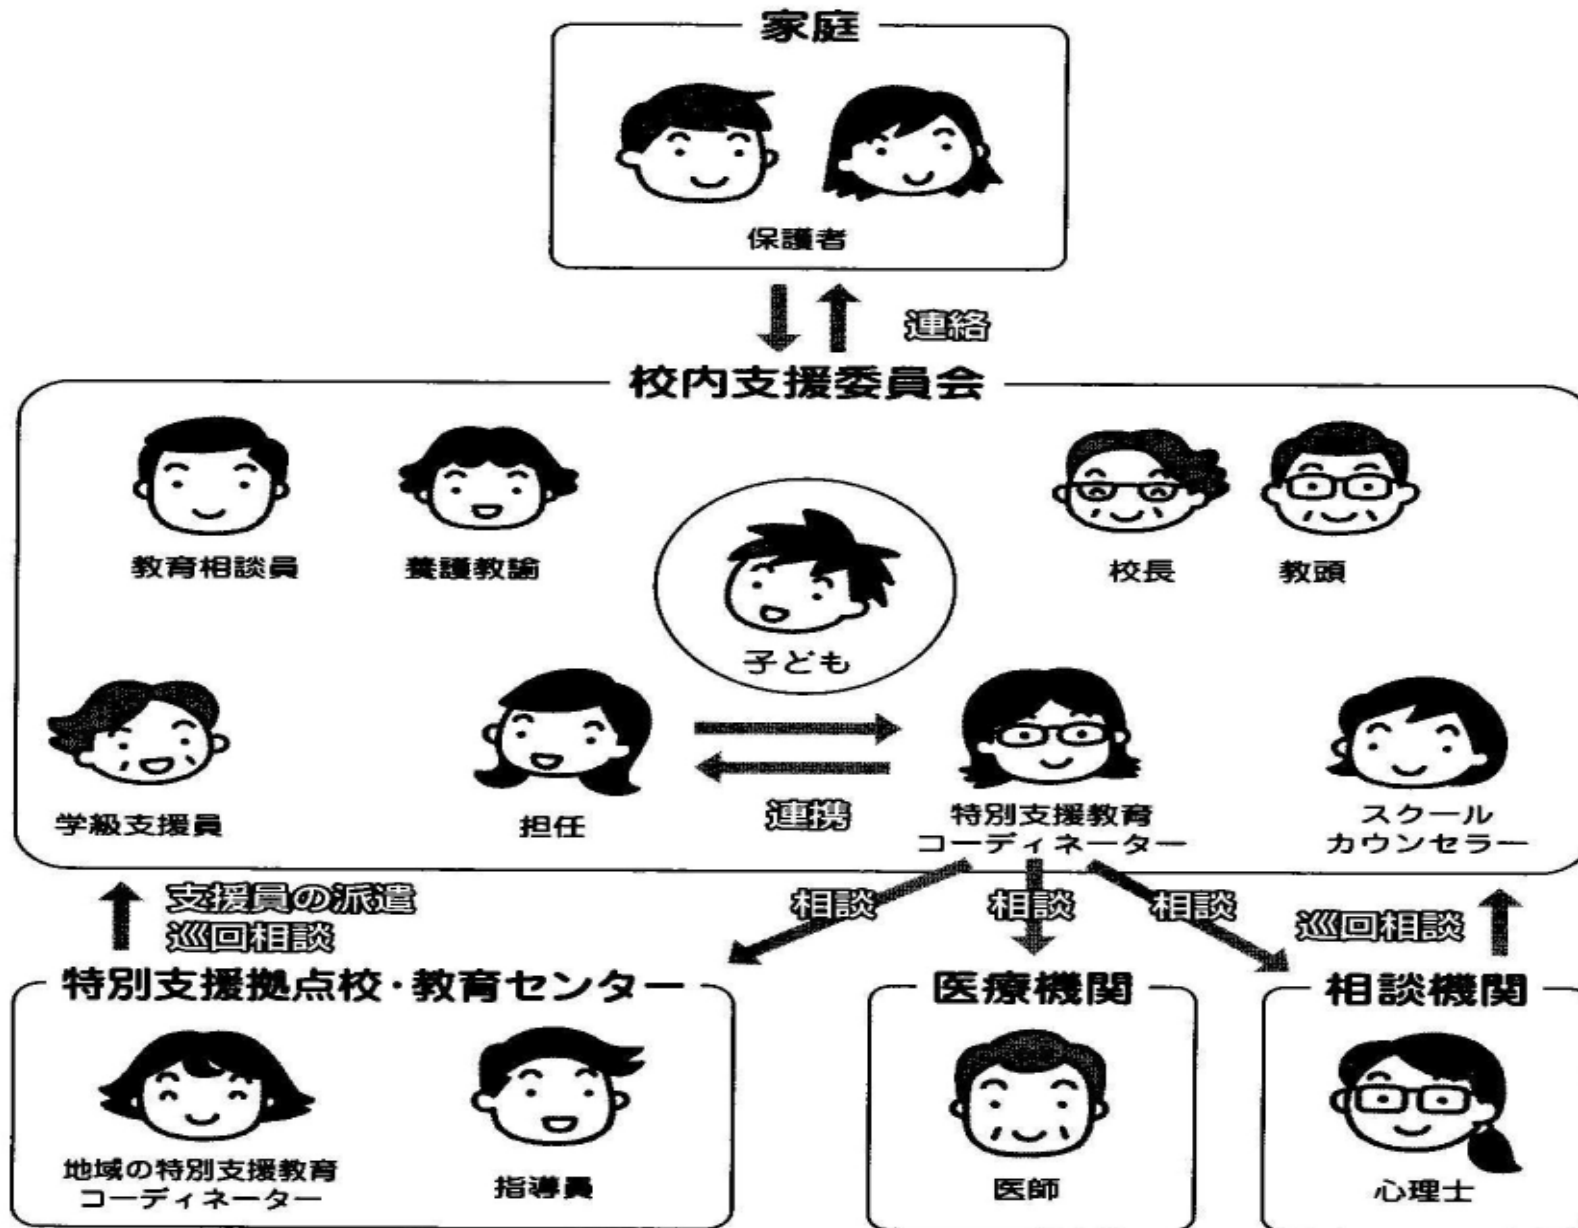 家庭
保護者
連絡
校内支援委員会
教育相談員
養護教諭
校長
教頭
子ども
学級支援員
担任
連携
特別支援教育
コーディネーター
スクール
カウンセラー
支援員の派遣
巡回相談
相談
相談
相談
巡回相談
特別支援拠点校・教育センター
医療機関
相談機関
地域の特別支援教育
コーディネーター
指導員
医師
心理士